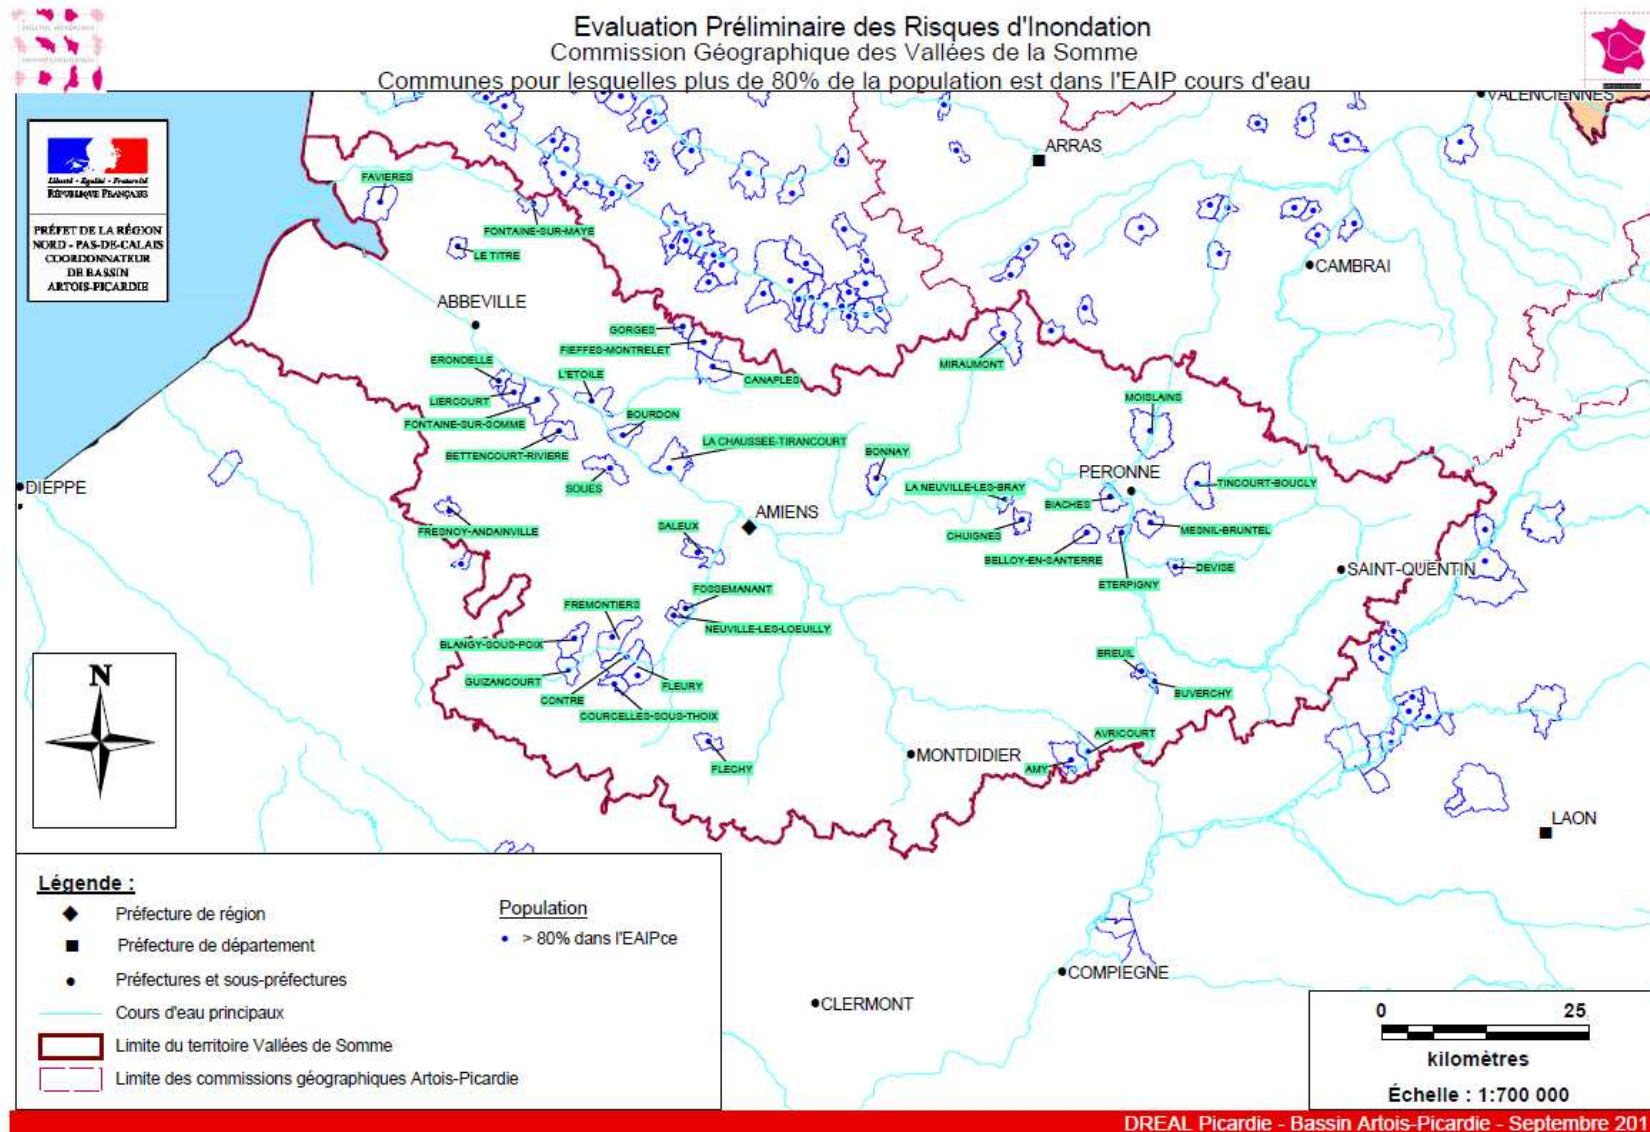 Evaluation Préliminaire des Risques d'Inondation
Commission Géographique des Vallées de la Somme
Communes pour lesquelles plus de 80% de la population est dans l'EAIP cours d'eau
Liberté - Egalité - Fraternité
RÉPUBLIQUE FRANÇAISE
PRÉFET DE LA RÉGION
NORD - PAS-DE-CALAIS
COORDONNATEUR
DE BASSIN
ARTOIS-PICARDIE
VALENCIENNES
ARRAS
FAVIERES
FONTAINE-SUR-MAYE
LE TITRE
CAMBRAI
ABBEVILLE
GORGES
FIEFFES-MONTRELET
ERONDELLE
L'ETOILE
CANAPLES
MIRAUMONT
LIERCOURT
MOISLAINS
FONTAINE-SUR-SOMME
BOURDON
LA CHAUSSEE-TIRANCOURT
BETTENCOURT-RIVIERE
BONNAY
PERONNE
DIEPPE
SOUES
LA NEUVILLE-LES-BRAY
TINCOURT-BOUCLY
BIACHES
AMIENS
SALEUX
FRESNOY-ANDAINVILLE
CHUIGNES
MESNIL-BRUNTEL
BELLOY-EN-SANTERRE
DEVISE
SAINT-QUENTIN
ETERPIGNY
FOSSEMANANT
FREMONTIERS
NEUVILLE-LES-LOEUILLY
BLANGY-SOUS-POIX
BREUIL
GUIZANCOURT
FLEURY
BUVERCHY
CONTRE
COURCELLES-SOUS-THOIX
AVRICOURT
MONTDIDIER
FLECHY
AMY
LAON
COMPIEGNE
CLERMONT
N
Légende :
Préfecture de région
Préfecture de département
Préfectures et sous-préfectures
Cours d'eau principaux
Limite du territoire Vallées de Somme
Limite des commissions géographiques Artois-Picardie
Population
> 80% dans l'EAIPce
0 25
kilomètres
Échelle : 1:700 000
DREAL Picardie - Bassin Artois-Picardie - Septembre 201